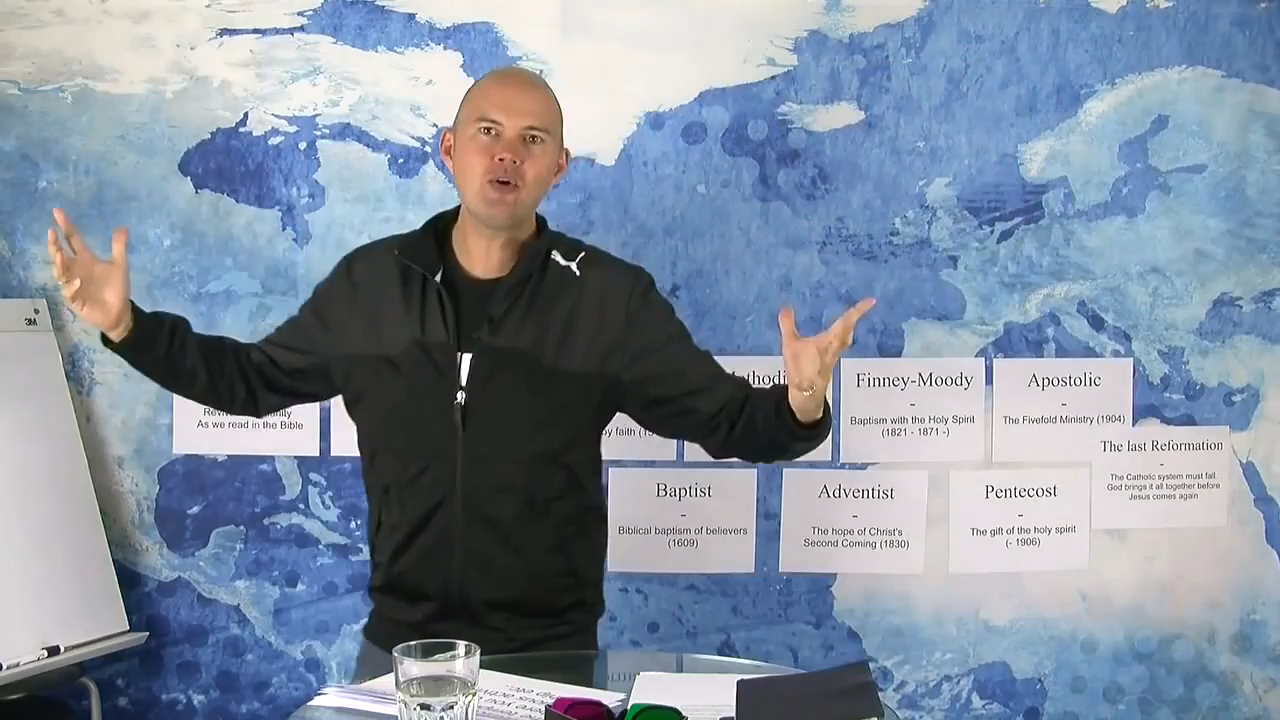 3M
As we read in the Bible
by faith
Finney-Moody
-
Baptism with the Holy Spirit
(1821 - 1871 -)
Apostolic
-
The Fivefold Ministry (1904)
The last Reformation
-
The Catholic system must fall.
God brings it all together before
Jesus comes again
Baptist
-
Biblical baptism of believers
(1609)
Adventist
-
The hope of Christ's
Second Coming (1830)
Pentecost
-
The gift of the holy spirit
(- 1906)